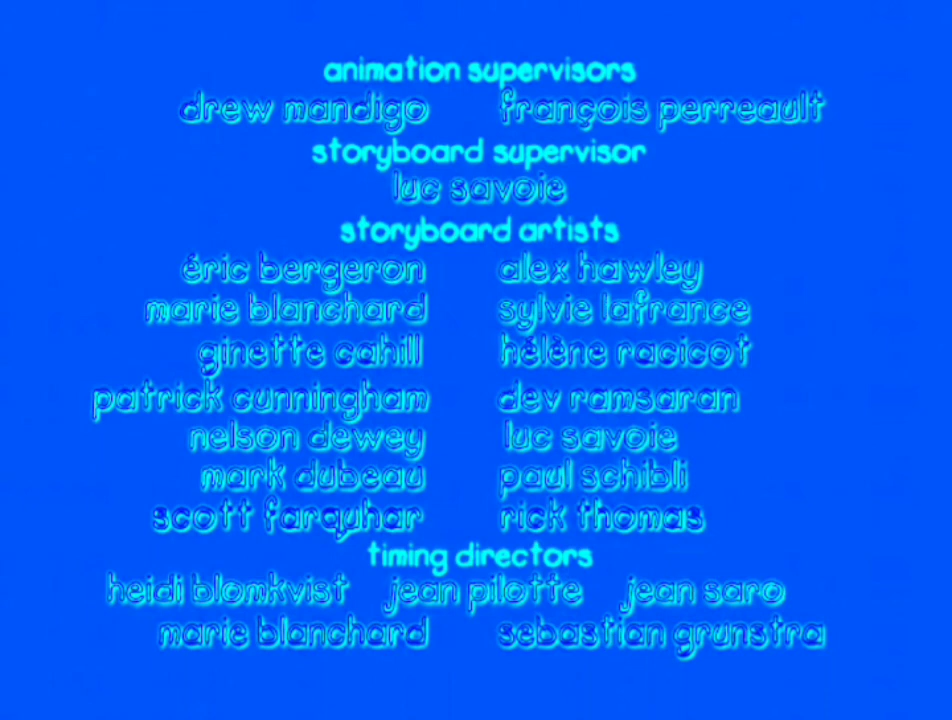 animation supervisors
drew mandigo françois perreault
storyboard supervisor
luc savoie
storyboard artists
éric bergeron alex hawley
marie blanchard sylvie lafrance
ginette cahill hélène racicot
patrick cunningham dev ramsaran
nelson dewey luc savoie
mark dubeau paul schibli
scott farquhar rick thomas
timing directors
heidi blomkvist jean pilotte jean saro
marie blanchard sebastian grunstra